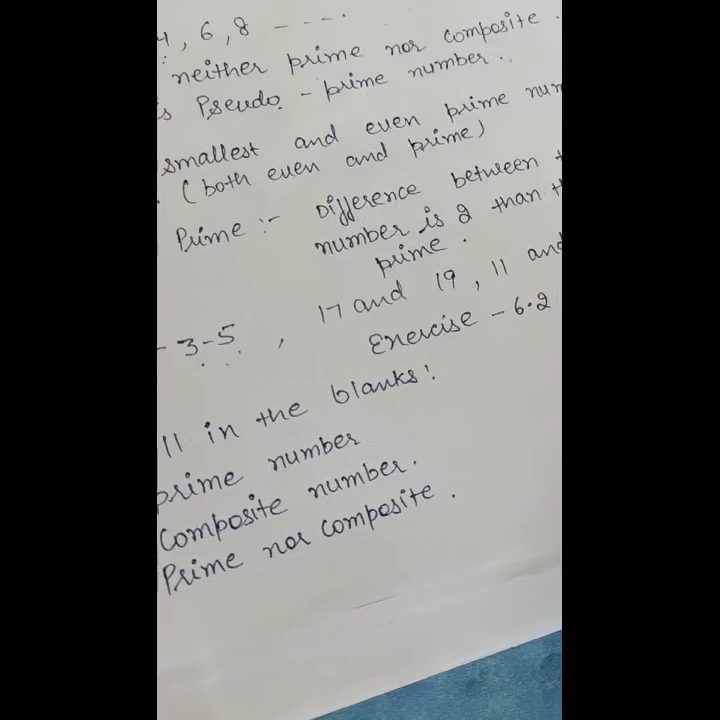 4, 6, 8 ----.
neither prime nor composite.
is Pseudo - prime number.
smallest and even prime num
. (both even and prime)
Prime :- Difference between t
number is 2 than th
prime.
- 3-5 , 17 and 19, 11 and
Exercise - 6.2
ll in the blanks:
prime number
Composite number.
Prime nor composite.